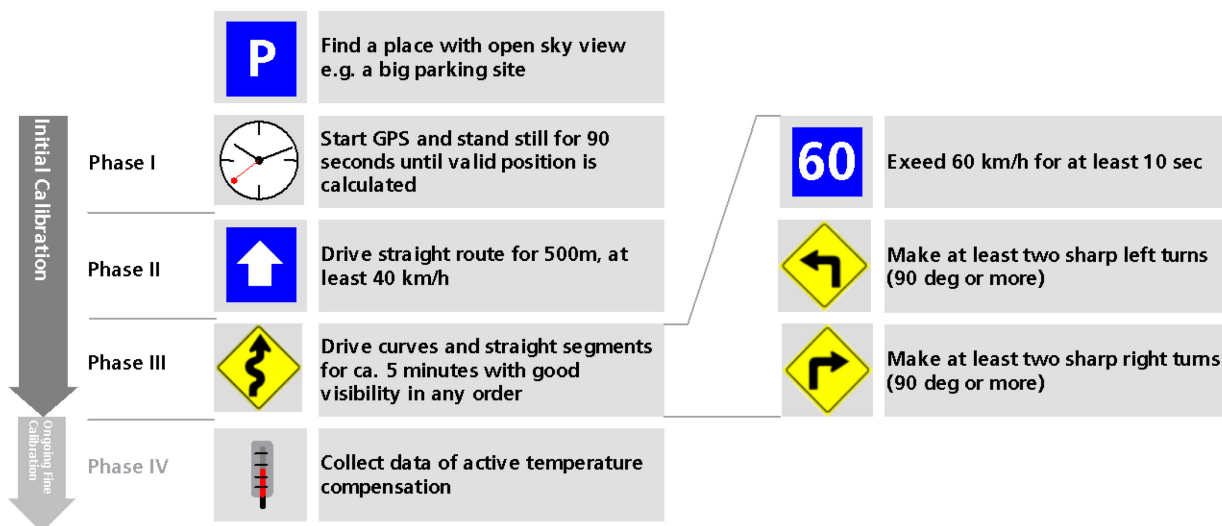 P
Find a place with open sky view
e.g. a big parking site
Initial Calibration
Phase I
Start GPS and stand still for 90
seconds until valid position is
calculated
Phase II
Drive straight route for 500m, at
least 40 km/h
Phase III
Drive curves and straight segments
for ca. 5 minutes with good
visibility in any order
60
Exeed 60 km/h for at least 10 sec
Make at least two sharp left turns
(90 deg or more)
Make at least two sharp right turns
(90 deg or more)
Ongoing Fine
Calibration
Phase IV
Collect data of active temperature
compensation